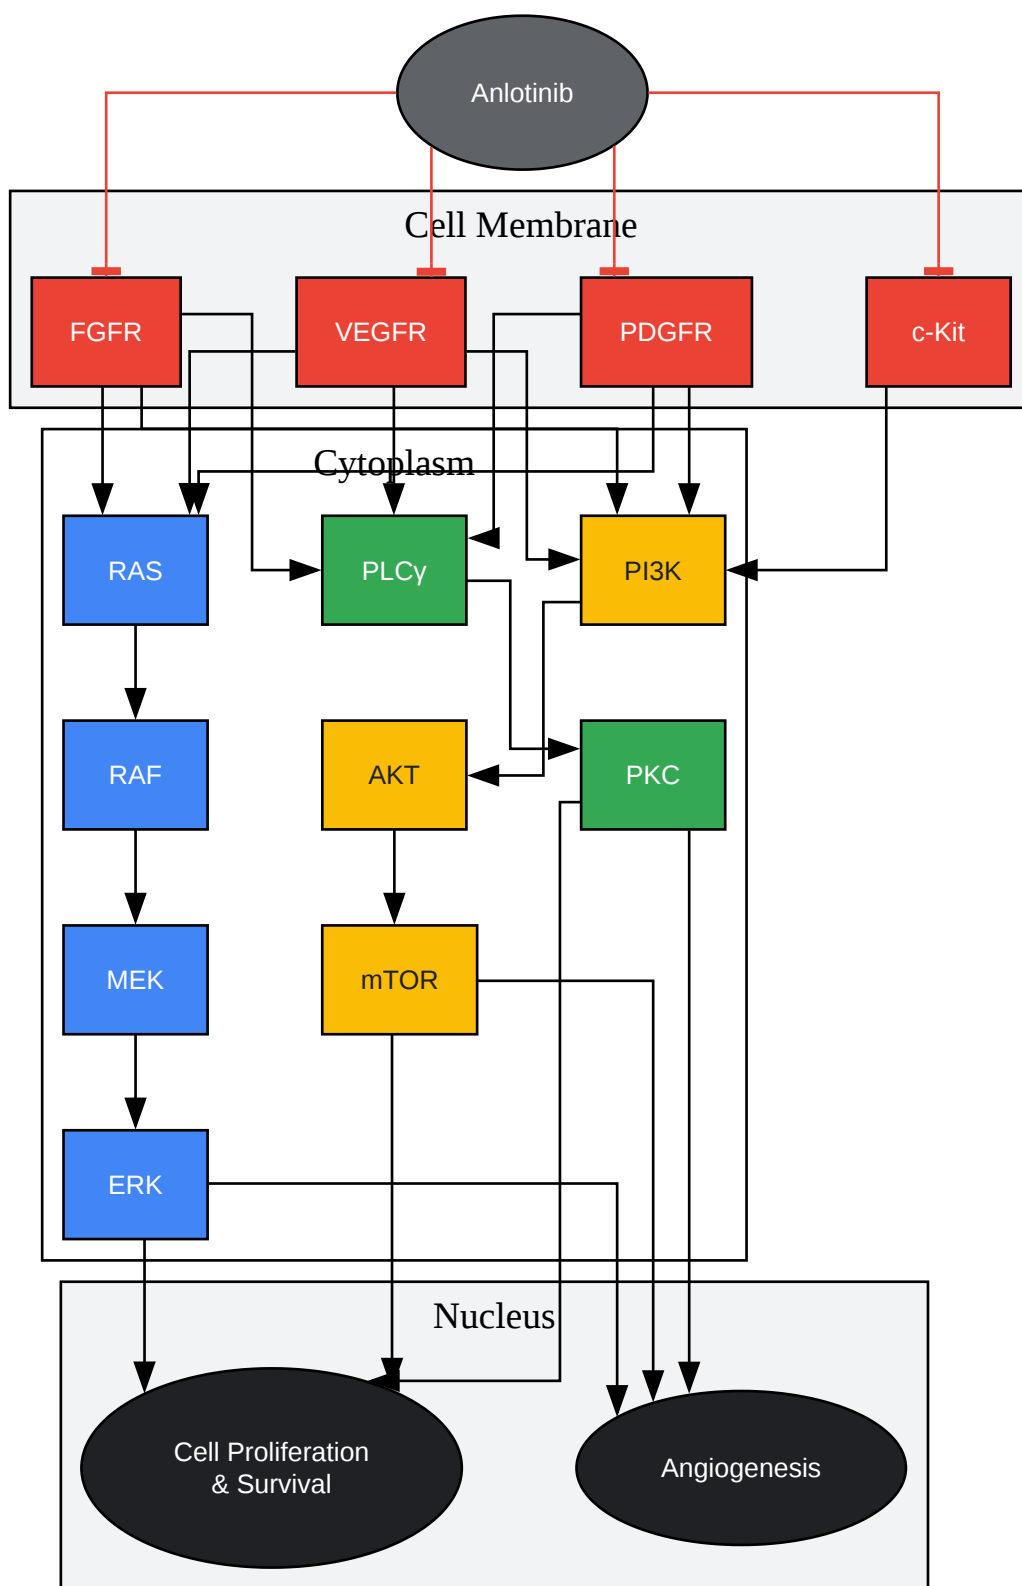 Anlotinib
Cell Membrane
FGFR
VEGFR
PDGFR
c-Kit
Cytoplasm
RAS
PLCγ
PI3K
RAF
AKT
PKC
MEK
mTOR
ERK
Nucleus
Cell Proliferation
& Survival
Angiogenesis